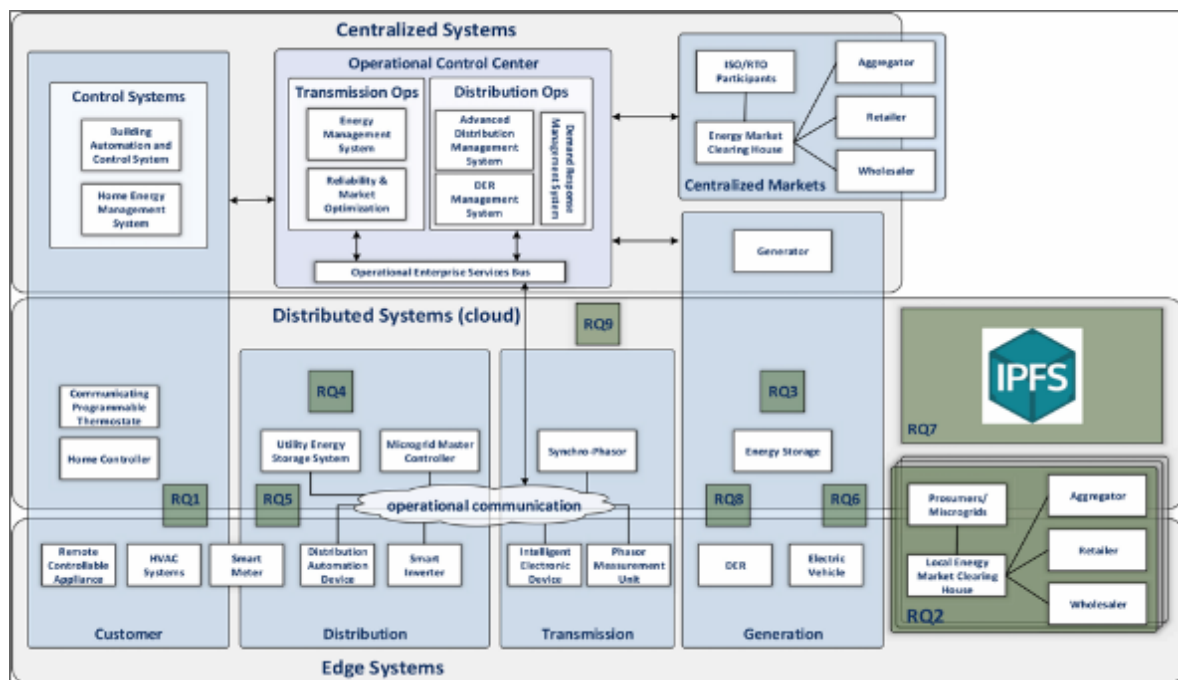 Centralized Systems
Control Systems
Building
Automation and
Control System
Home Energy
Management
System
Operational Control Center
Transmission Ops
Energy
Management
System
Reliability &
Market
Optimization
Distribution Ops
Advanced
Distribution
Management
System
DER
Management
System
Demand Response
Management System
Operational Enterprise Services Bus
ISO/RTO
Participants
Energy Market
Clearing House
Aggregator
Retailer
Wholesaler
Centralized Markets
Generator
Distributed Systems (cloud)
RQ9
RQ4
RQ3
IPFS
RQ7
Communicating
Programmable
Thermostate
Home Controller
Utility Energy
Storage System
Microgrid Master
Controller
Synchro-Phasor
Energy Storage
RQ1
RQ5
operational communication
RQ8
RQ6
Prosumers/
Miscrogrids
Local Energy
Market Clearing
House
Aggregator
Retailer
Wholesaler
RQ2
Remote
Controllable
Appliance
HVAC
Systems
Smart
Meter
Distribution
Automation
Device
Smart
Inverter
Intelligent
Electronic
Device
Phasor
Measurement
Unit
DER
Electric
Vehicle
Customer
Distribution
Transmission
Generation
Edge Systems